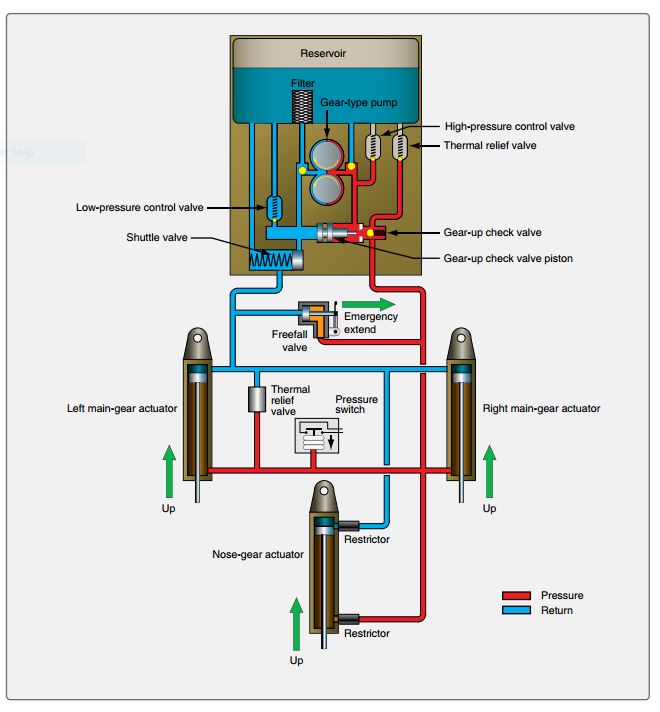 Reservoir
Filter
Gear-type pump
High-pressure control valve
Thermal relief valve
er Snip
Low-pressure control valve
Shuttle valve
Gear-up check valve
Gear-up check valve piston
Emergency
extend
Freefall
valve
Thermal
relief
valve
Pressure
switch
Left main-gear actuator
Right main-gear actuator
Up
Up
Restrictor
Nose-gear actuator
Restrictor
Up
Pressure
Return